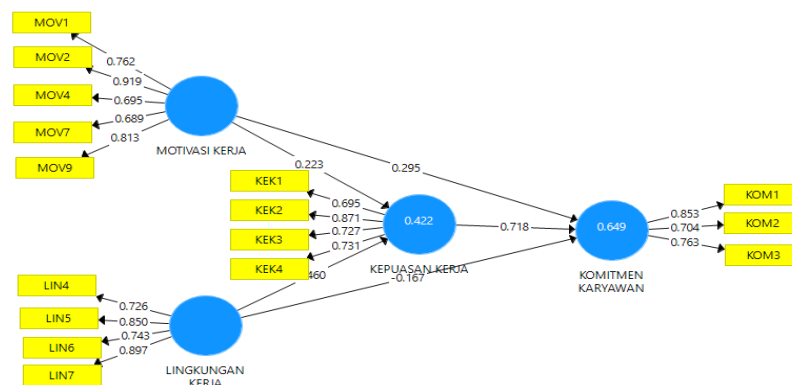 MOV1
MOV2
MOV4
MOV7
MOV9
0.762
0.919
0.695
0.689
0.813
MOTIVASI KERJA
0.223
0.295
KEK1
KEK2
KEK3
KEK4
0.695
0.871
0.727
0.731
0.422
KEPUASAN KERJA
0.718
0.649
KOMITMEN
KARYAWAN
0.853
0.704
0.763
KOM1
KOM2
KOM3
460
-0.167
LIN4
LIN5
LIN6
LIN7
0.726
0.850
0.743
0.897
LINGKUNGAN
KERJA